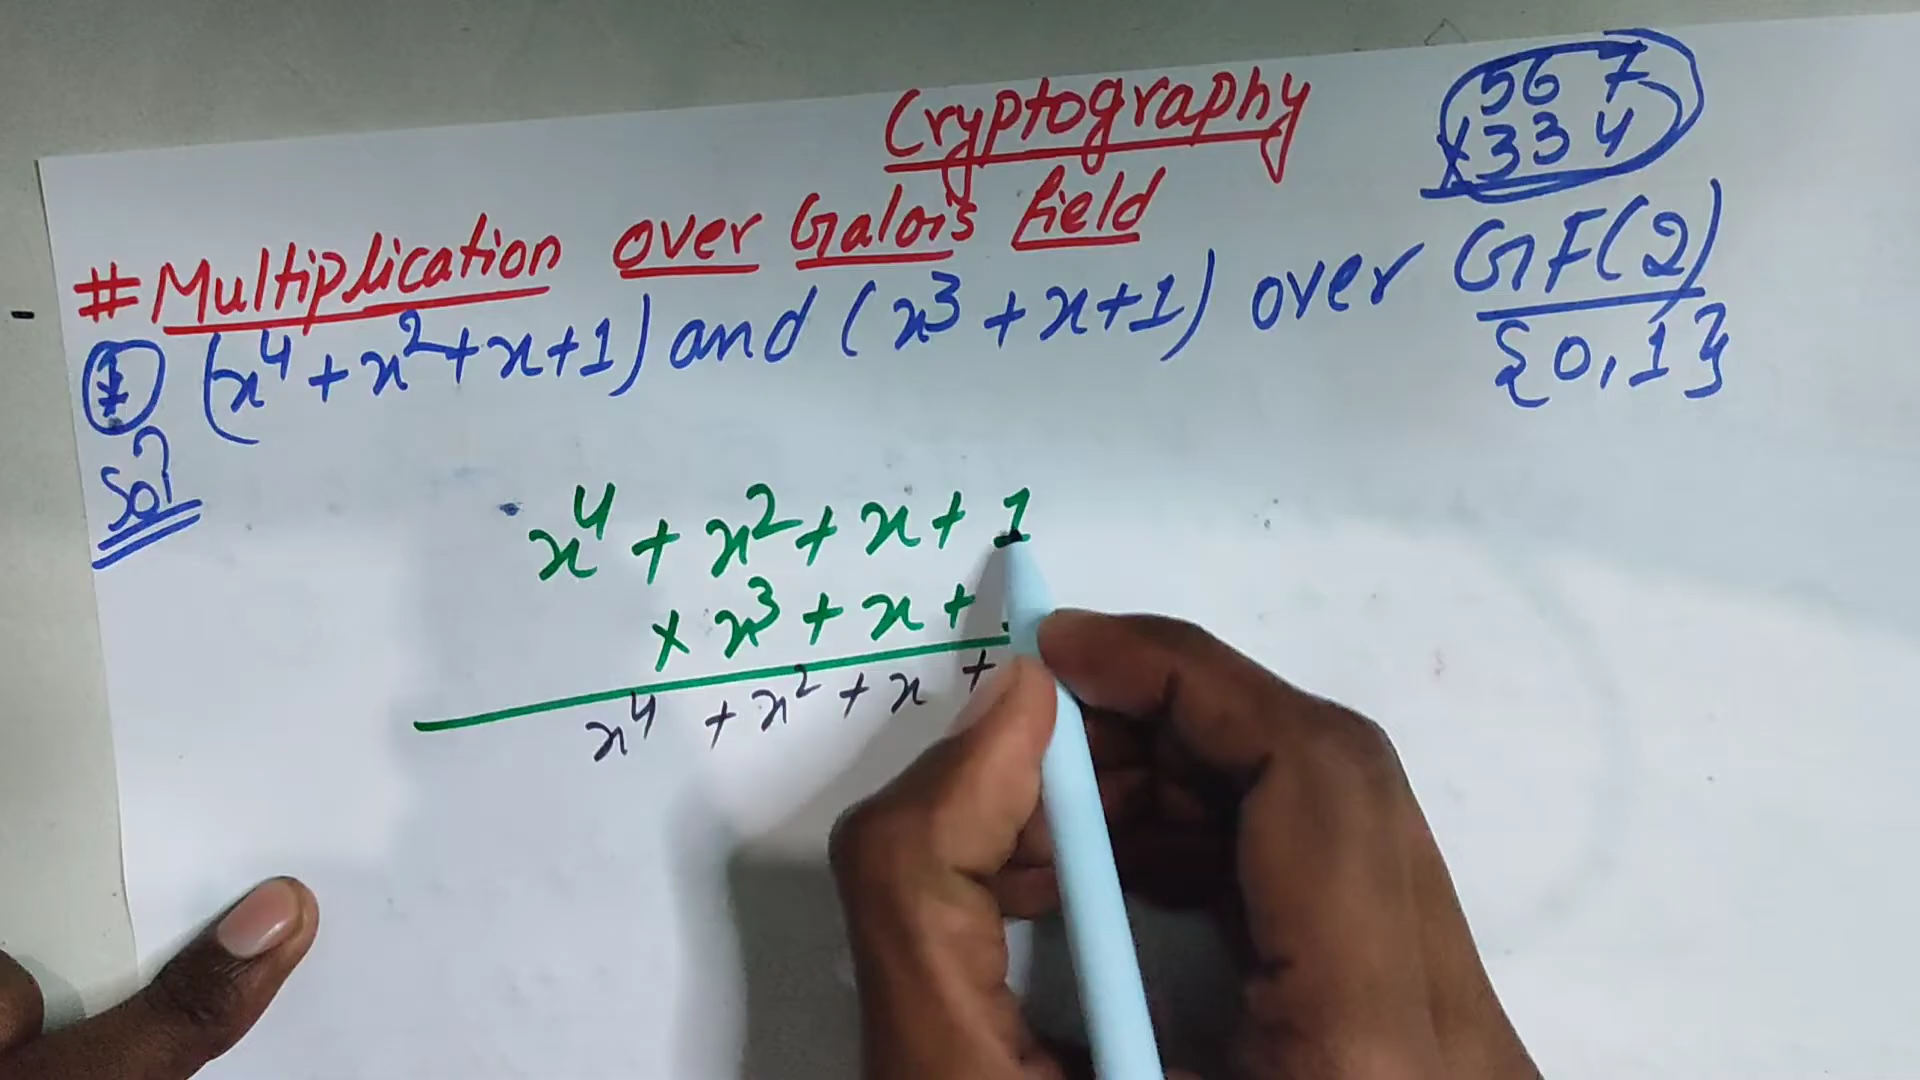 Cryptography
567
×334
# Multiplication over Galois Field
(x⁴+x²+x+1) and (x³+x+1) over GF(2)
{0,1}
Sol
x⁴ + x² + x + 1
× x³ + x +
x⁴ + x² + x +